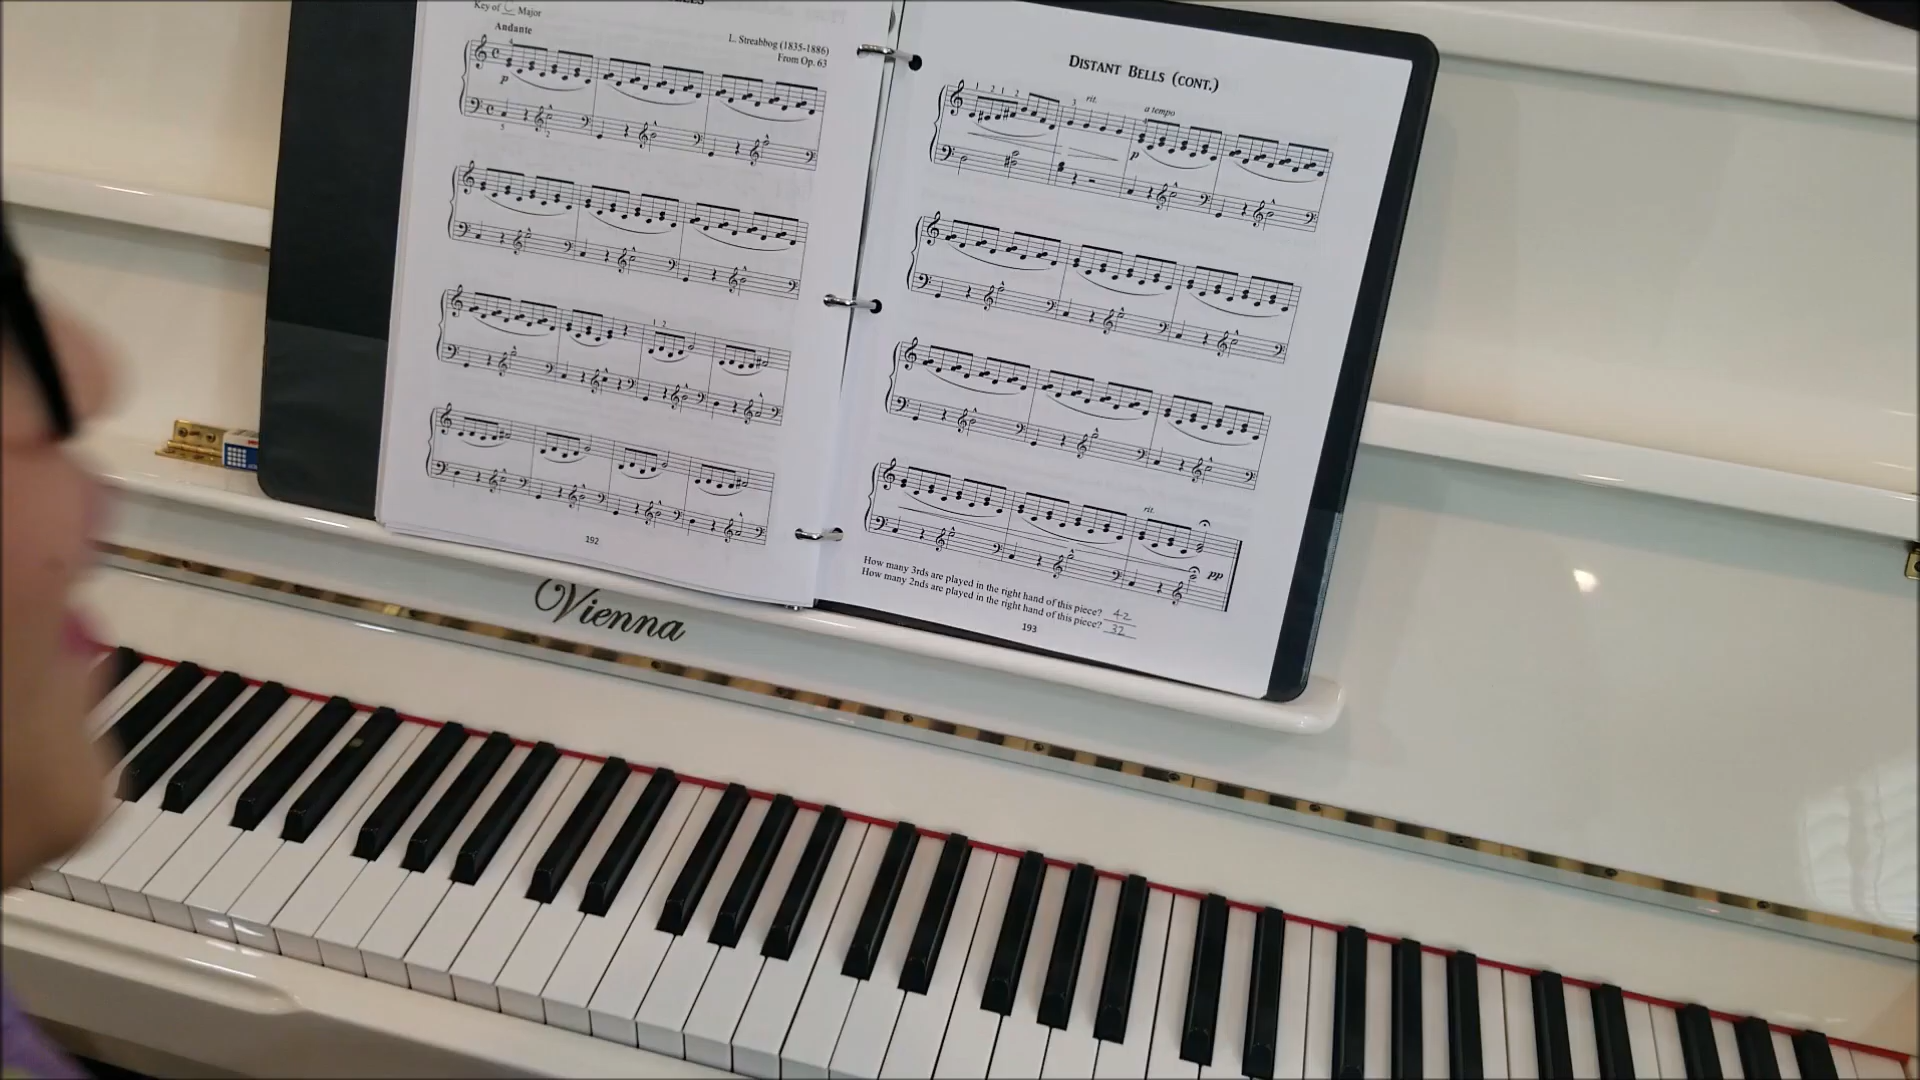 Key of C Major
Andante
L. Streabbog (1835-1886)
From Op. 63
p
192
DISTANT BELLS (CONT.)
rit.
a tempo
p
rit.
pp
How many 3rds are played in the right hand of this piece? 42
How many 2nds are played in the right hand of this piece? 32
193
Vienna